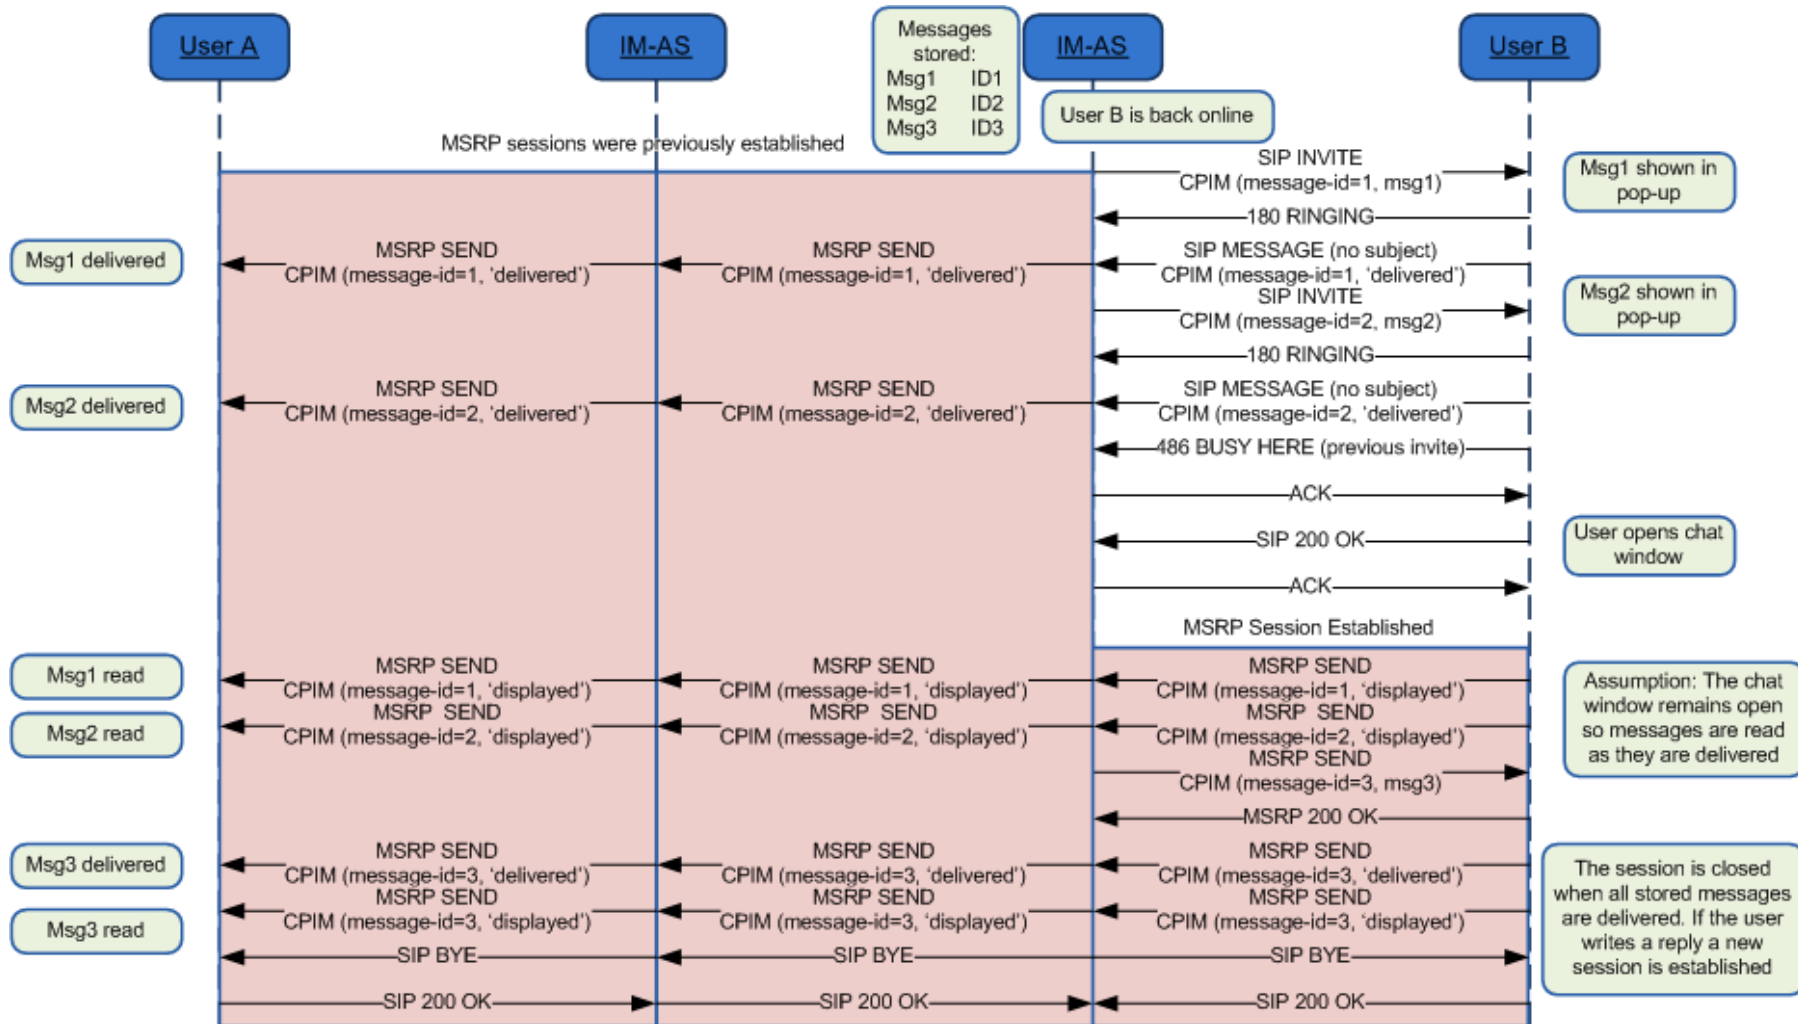 User A
IM-AS
Messages
stored:
Msg1 ID1
Msg2 ID2
Msg3 ID3
IM-AS
User B
User B is back online
MSRP sessions were previously established
SIP INVITE
CPIM (message-id=1, msg1)
Msg1 shown in
pop-up
180 RINGING
Msg1 delivered
MSRP SEND
CPIM (message-id=1, ‘delivered’)
MSRP SEND
CPIM (message-id=1, ‘delivered’)
SIP MESSAGE (no subject)
CPIM (message-id=1, ‘delivered’)
SIP INVITE
CPIM (message-id=2, msg2)
Msg2 shown in
pop-up
180 RINGING
Msg2 delivered
MSRP SEND
CPIM (message-id=2, ‘delivered’)
MSRP SEND
CPIM (message-id=2, ‘delivered’)
SIP MESSAGE (no subject)
CPIM (message-id=2, ‘delivered’)
486 BUSY HERE (previous invite)
ACK
SIP 200 OK
User opens chat
window
ACK
MSRP Session Established
Msg1 read
MSRP SEND
CPIM (message-id=1, ‘displayed’)
MSRP SEND
CPIM (message-id=1, ‘displayed’)
MSRP SEND
CPIM (message-id=1, ‘displayed’)
Msg2 read
MSRP SEND
CPIM (message-id=2, ‘displayed’)
MSRP SEND
CPIM (message-id=2, ‘displayed’)
MSRP SEND
CPIM (message-id=2, ‘displayed’)
Assumption: The chat
window remains open
so messages are read
as they are delivered
MSRP SEND
CPIM (message-id=3, msg3)
MSRP 200 OK
Msg3 delivered
MSRP SEND
CPIM (message-id=3, ‘delivered’)
MSRP SEND
CPIM (message-id=3, ‘delivered’)
MSRP SEND
CPIM (message-id=3, ‘delivered’)
Msg3 read
MSRP SEND
CPIM (message-id=3, ‘displayed’)
MSRP SEND
CPIM (message-id=3, ‘displayed’)
MSRP SEND
CPIM (message-id=3, ‘displayed’)
The session is closed
when all stored messages
are delivered. If the user
writes a reply a new
session is established
SIP BYE
SIP BYE
SIP BYE
SIP 200 OK
SIP 200 OK
SIP 200 OK